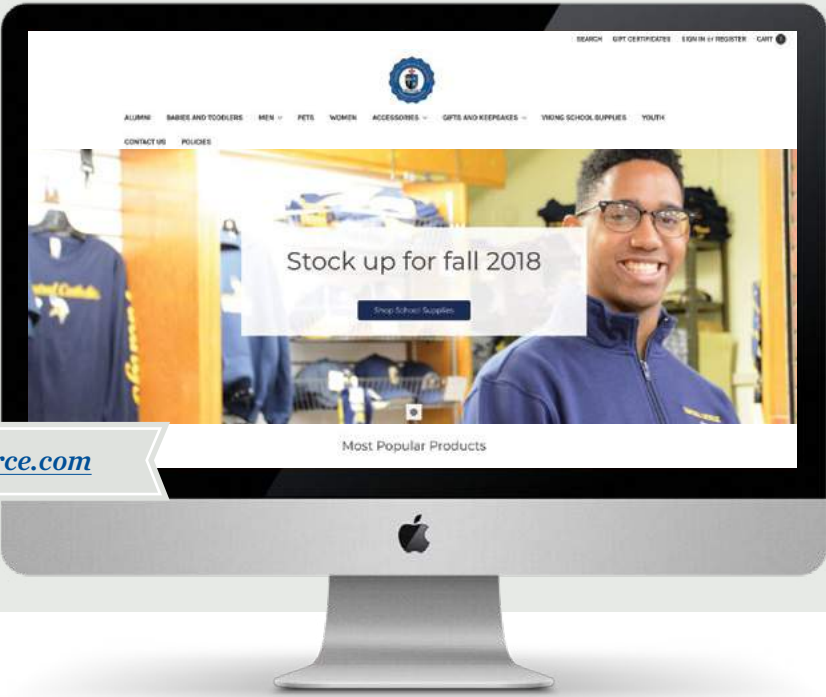 SEARCH GIFT CERTIFICATES SIGN IN or REGISTER CART
ALUMNI BABIES AND TODDLERS MEN PETS WOMEN ACCESSORIES GIFTS AND KEEPSAKES VIKING SCHOOL SUPPLIES YOUTH
CONTACT US POLICIES
Stock up for fall 2018
Shop School Supplies
Most Popular Products
rce.com